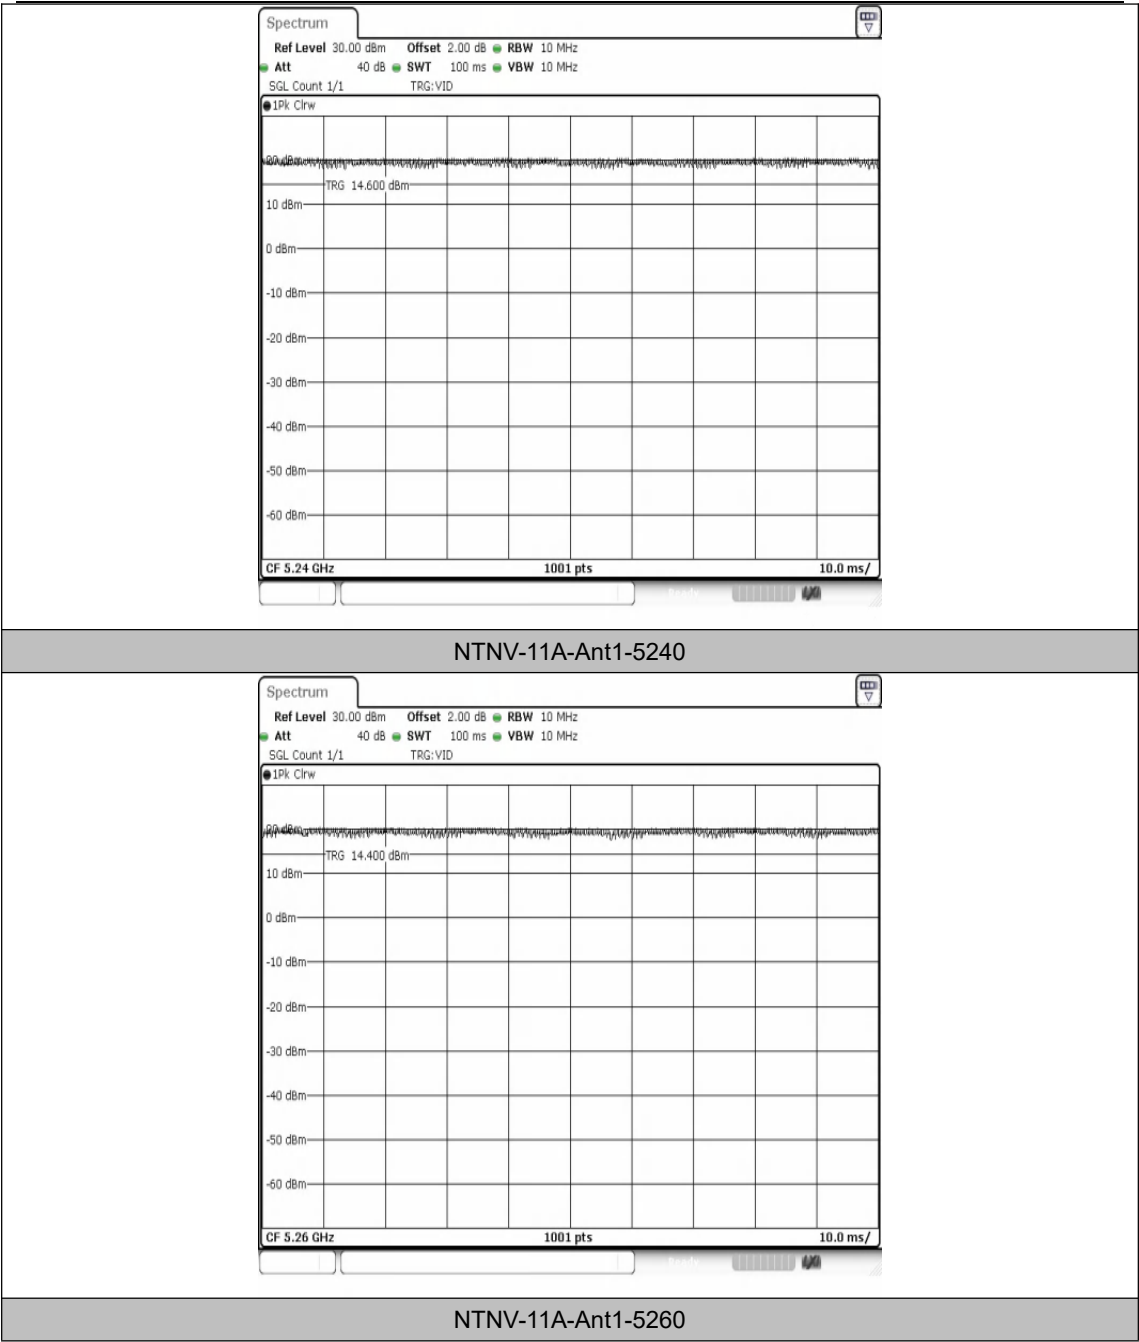 Spectrum
Ref Level 30.00 dBm Offset 2.00 dB RBW 10 MHz
Att 40 dB SWT 100 ms VBW 10 MHz
SGL Count 1/1 TRG:VID
1Pk Clrw
20 dBm
TRG 14.600 dBm
10 dBm
0 dBm
-10 dBm
-20 dBm
-30 dBm
-40 dBm
-50 dBm
-60 dBm
CF 5.24 GHz 1001 pts 10.0 ms/
Ready
NTNV-11A-Ant1-5240
Spectrum
Ref Level 30.00 dBm Offset 2.00 dB RBW 10 MHz
Att 40 dB SWT 100 ms VBW 10 MHz
SGL Count 1/1 TRG:VID
1Pk Clrw
20 dBm
TRG 14.400 dBm
10 dBm
0 dBm
-10 dBm
-20 dBm
-30 dBm
-40 dBm
-50 dBm
-60 dBm
CF 5.26 GHz 1001 pts 10.0 ms/
Ready
NTNV-11A-Ant1-5260